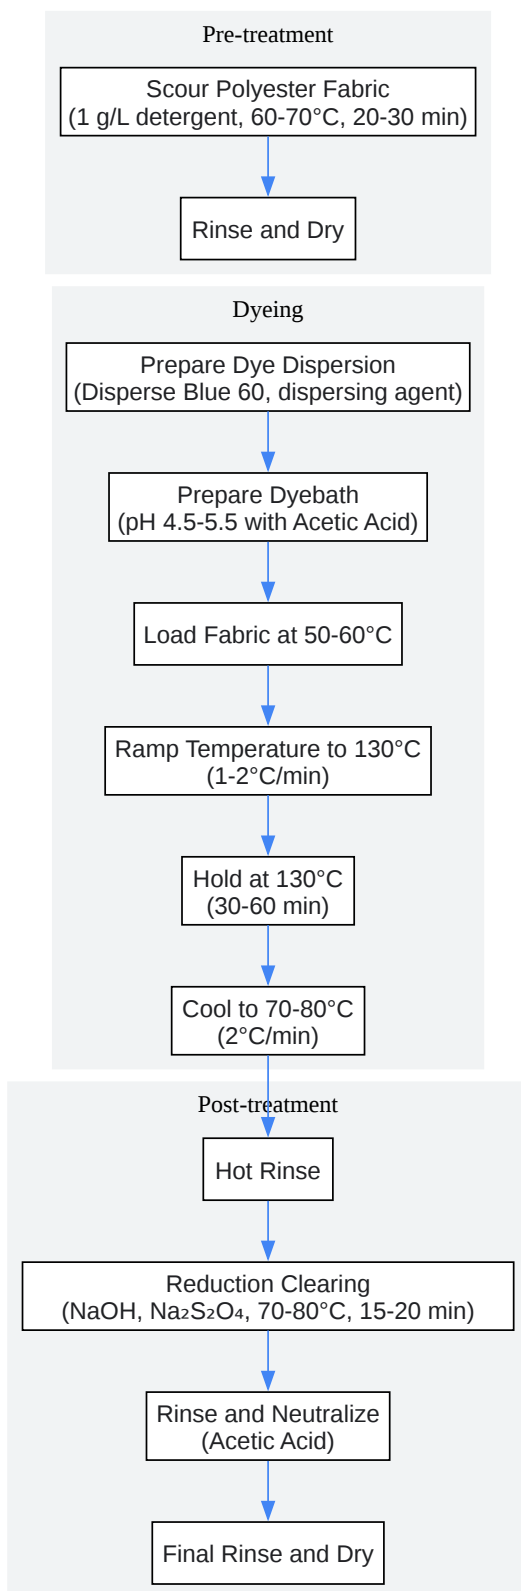 Pre-treatment
Scour Polyester Fabric
(1 g/L detergent, 60-70°C, 20-30 min)
Rinse and Dry
Dyeing
Prepare Dye Dispersion
(Disperse Blue 60, dispersing agent)
Prepare Dyebath
(pH 4.5-5.5 with Acetic Acid)
Load Fabric at 50-60°C
Ramp Temperature to 130°C
(1-2°C/min)
Hold at 130°C
(30-60 min)
Cool to 70-80°C
(2°C/min)
Post-treatment
Hot Rinse
Reduction Clearing
(NaOH, Na₂S₂O₄, 70-80°C, 15-20 min)
Rinse and Neutralize
(Acetic Acid)
Final Rinse and Dry